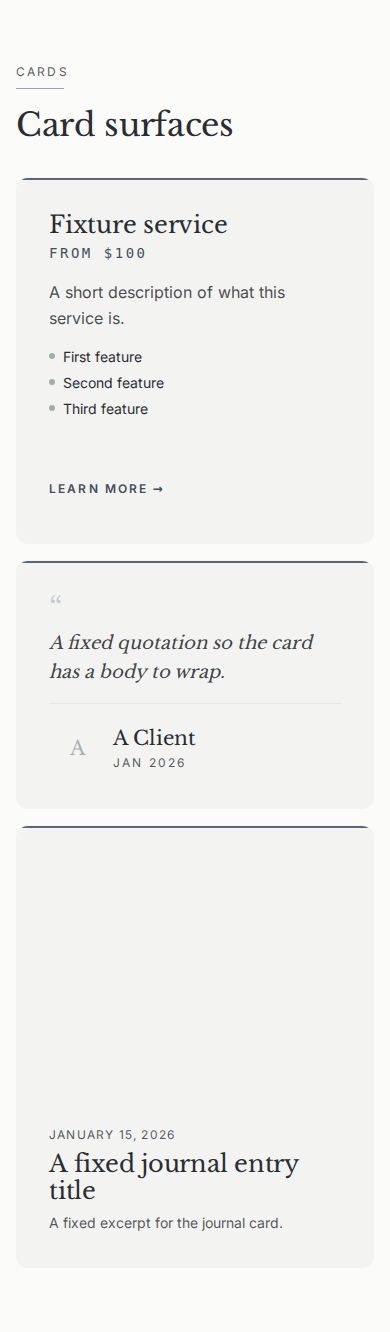 CARDS
Card surfaces
Fixture service
FROM $100
A short description of what this
service is.
First feature
Second feature
Third feature
LEARN MORE →
“
A fixed quotation so the card
has a body to wrap.
A
A Client
JAN 2026
JANUARY 15, 2026
A fixed journal entry
title
A fixed excerpt for the journal card.